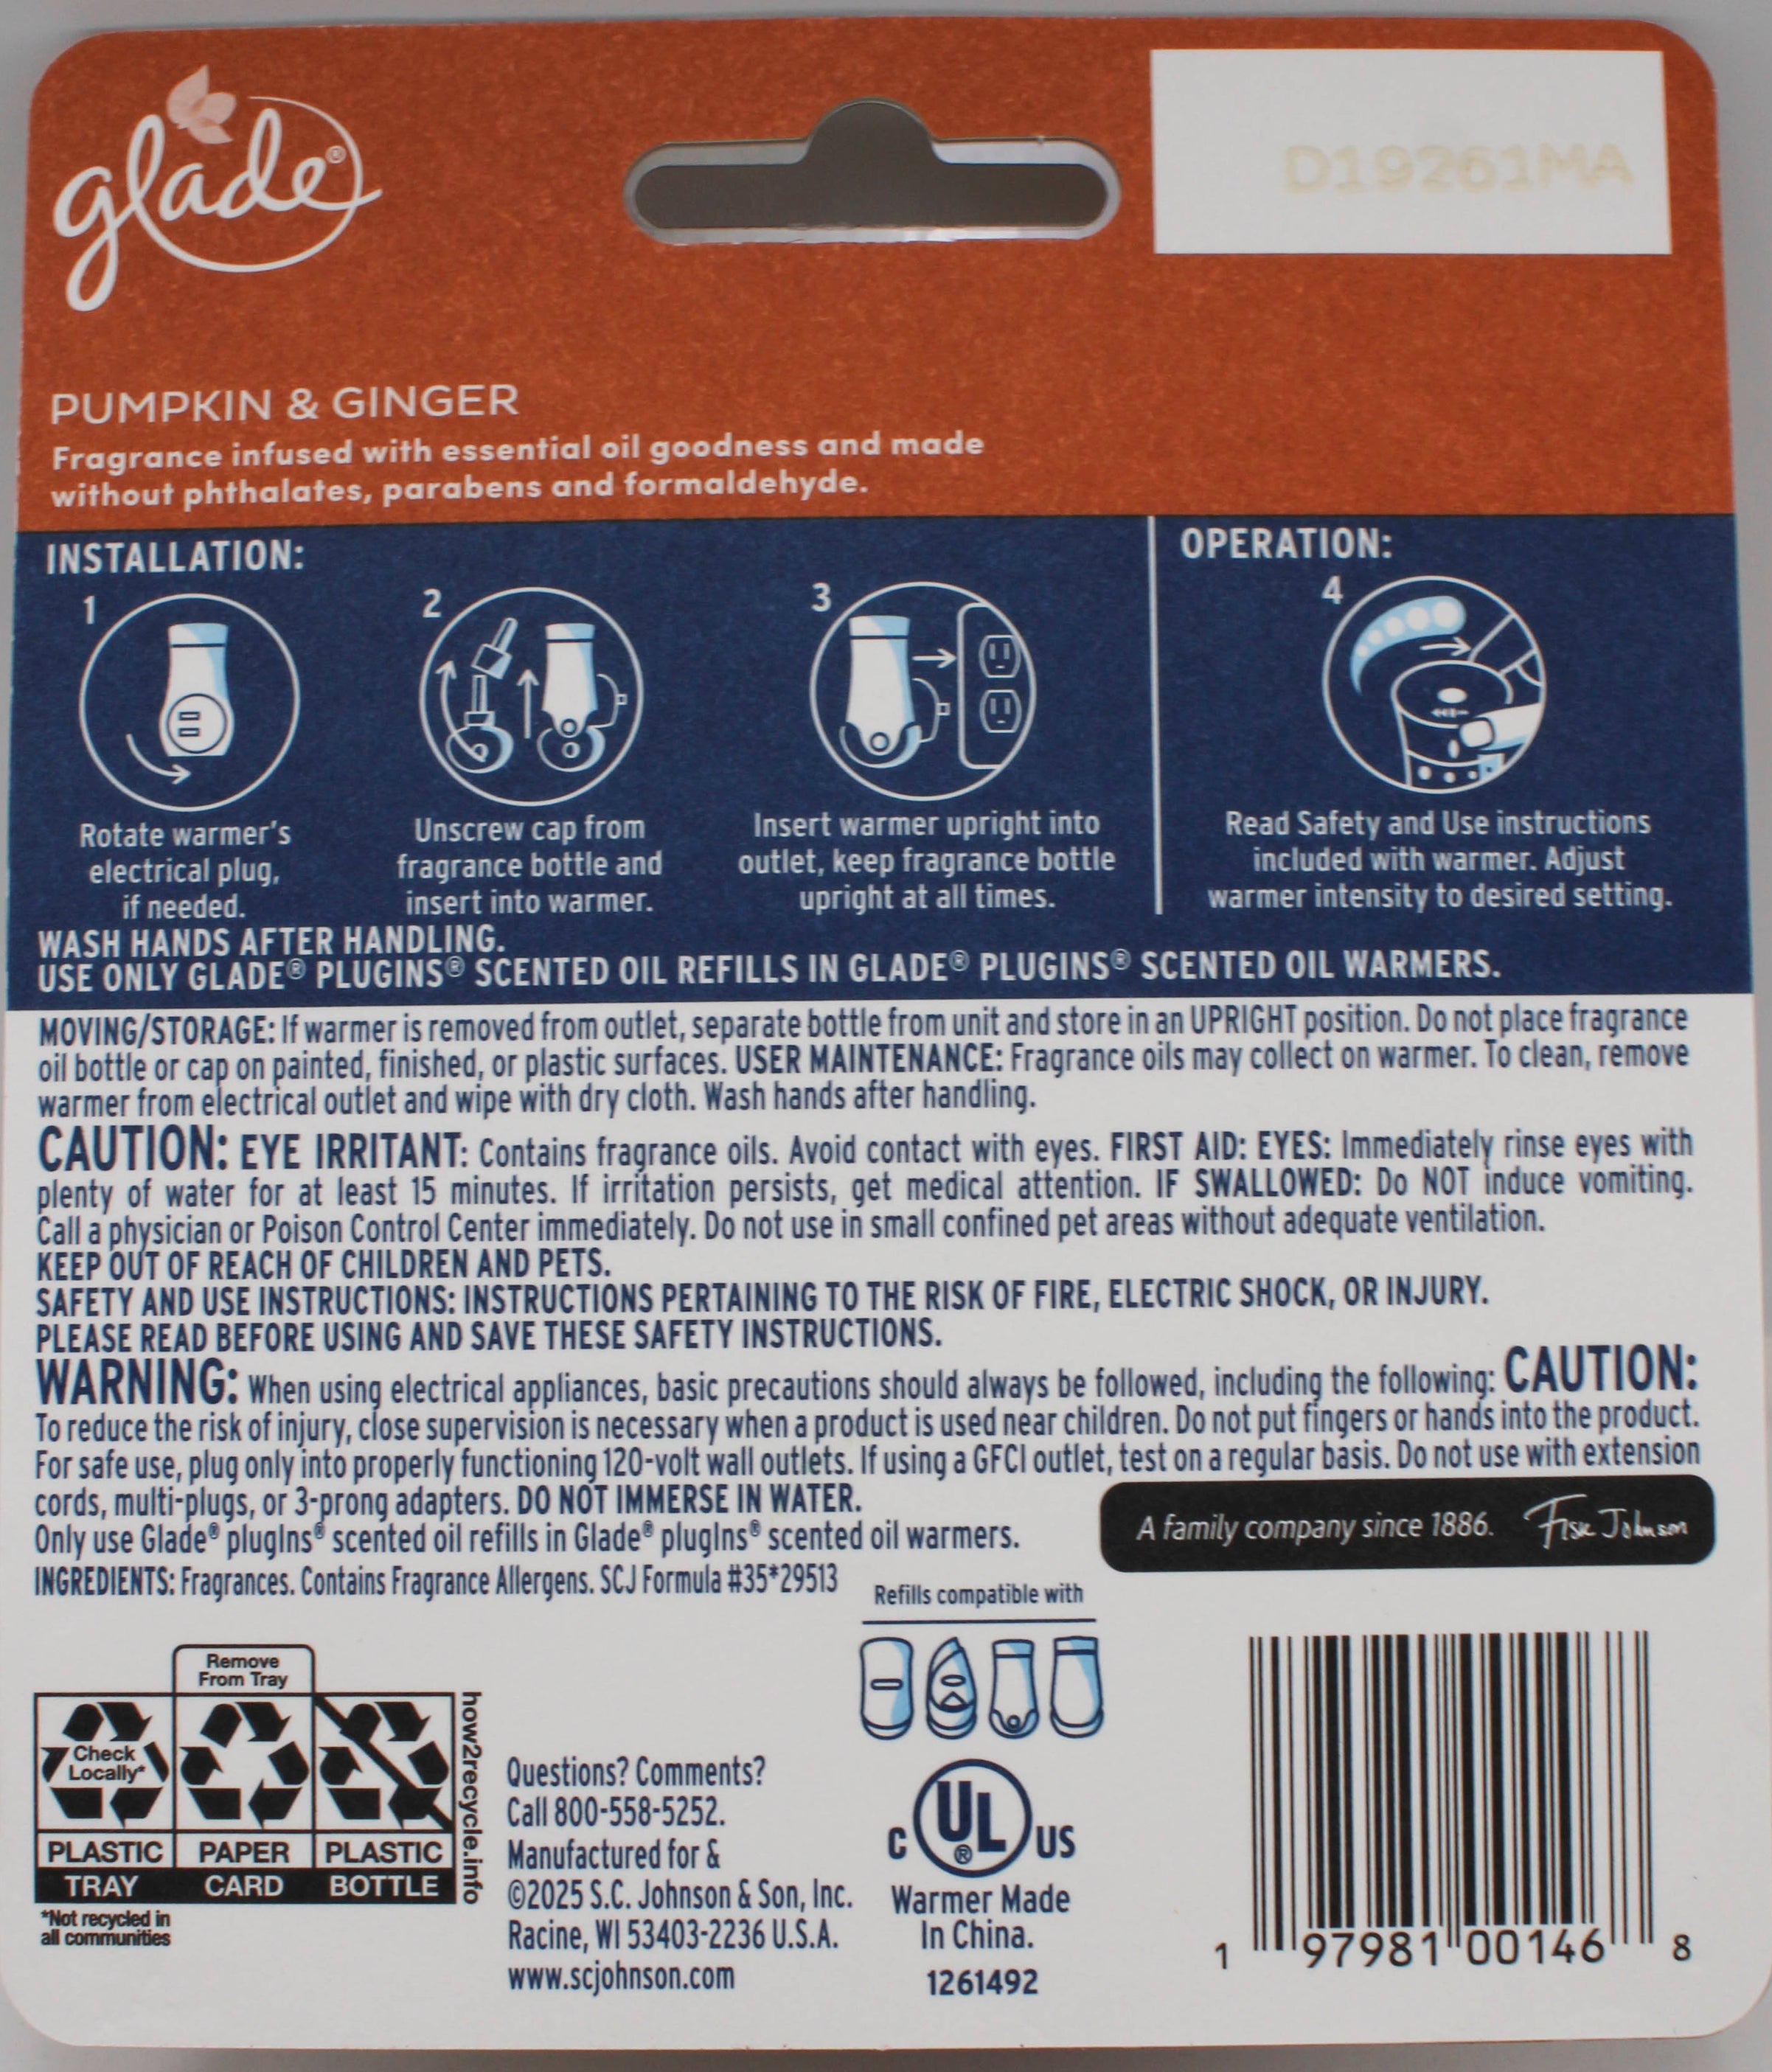 glade®
D19261MA
PUMPKIN & GINGER
Fragrance infused with essential oil goodness and made
without phthalates, parabens and formaldehyde.
INSTALLATION:
1
Rotate warmer's
electrical plug,
if needed.
2
Unscrew cap from
fragrance bottle and
insert into warmer.
3
Insert warmer upright into
outlet, keep fragrance bottle
upright at all times.
OPERATION:
4
Read Safety and Use instructions
included with warmer. Adjust
warmer intensity to desired setting.
WASH HANDS AFTER HANDLING.
USE ONLY GLADE® PLUGINS® SCENTED OIL REFILLS IN GLADE® PLUGINS® SCENTED OIL WARMERS.
MOVING/STORAGE: If warmer is removed from outlet, separate bottle from unit and store in an UPRIGHT position. Do not place fragrance
oil bottle or cap on painted, finished, or plastic surfaces. USER MAINTENANCE: Fragrance oils may collect on warmer. To clean, remove
warmer from electrical outlet and wipe with dry cloth. Wash hands after handling.
CAUTION: EYE IRRITANT: Contains fragrance oils. Avoid contact with eyes. FIRST AID: EYES: Immediately rinse eyes with
plenty of water for at least 15 minutes. If irritation persists, get medical attention. IF SWALLOWED: Do NOT induce vomiting.
Call a physician or Poison Control Center immediately. Do not use in small confined pet areas without adequate ventilation.
KEEP OUT OF REACH OF CHILDREN AND PETS.
SAFETY AND USE INSTRUCTIONS: INSTRUCTIONS PERTAINING TO THE RISK OF FIRE, ELECTRIC SHOCK, OR INJURY.
PLEASE READ BEFORE USING AND SAVE THESE SAFETY INSTRUCTIONS.
WARNING: When using electrical appliances, basic precautions should always be followed, including the following: CAUTION:
To reduce the risk of injury, close supervision is necessary when a product is used near children. Do not put fingers or hands into the product.
For safe use, plug only into properly functioning 120-volt wall outlets. If using a GFCI outlet, test on a regular basis. Do not use with extension
cords, multi-plugs, or 3-prong adapters. DO NOT IMMERSE IN WATER.
Only use Glade® plugIns® scented oil refills in Glade® plugIns® scented oil warmers.
A family company since 1886. Fisk Johnson
INGREDIENTS: Fragrances. Contains Fragrance Allergens. SCJ Formula #35*29513
Refills compatible with
Remove
From Tray
Check
Locally*
PLASTIC
TRAY
PAPER
CARD
PLASTIC
BOTTLE
how2recycle.info
*Not recycled in
all communities
Questions? Comments?
Call 800-558-5252.
Manufactured for &
©2025 S.C. Johnson & Son, Inc.
Racine, WI 53403-2236 U.S.A.
www.scjohnson.com
C UL® US
Warmer Made
In China.
1261492
1 97981 00146 8